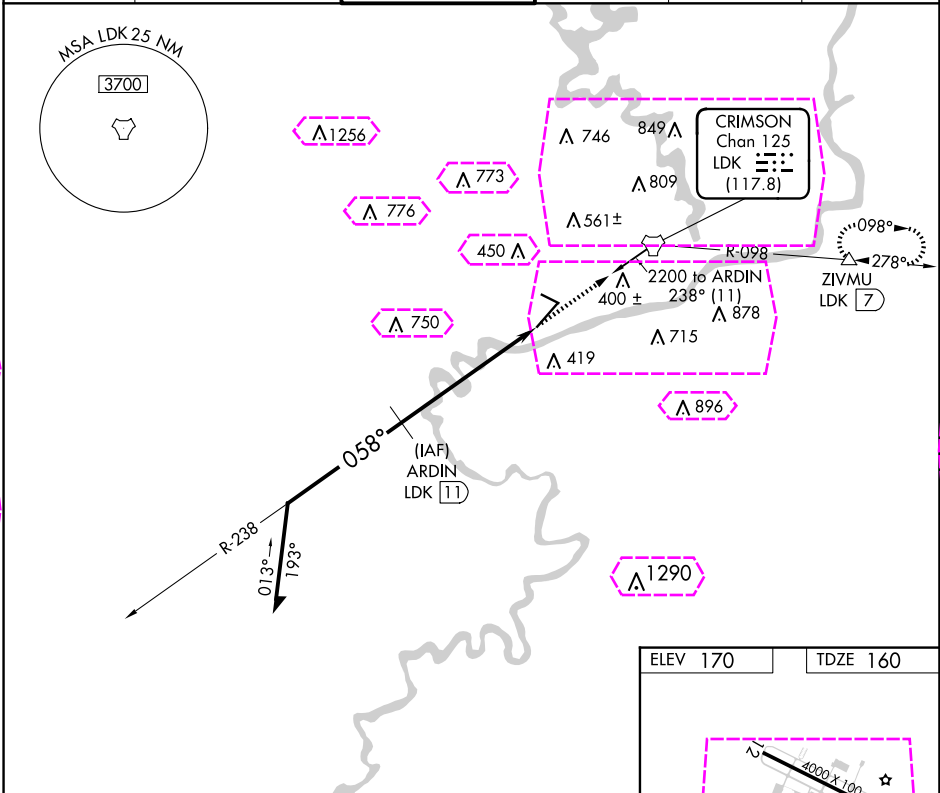 MSA LDK 25 NM
3700
1256
773
776
450
750
746
849
809
561±
CRIMSON
Chan 125
LDK
(117.8)
R-098
098°
278°
ZIVMU
LDK 7
2200 to ARDIN
238° (11)
400 ±
878
715
419
896
058°
(IAF)
ARDIN
LDK 11
R-238
013°
193°
1290
ELEV 170
TDZE 160
12
4000 X 100